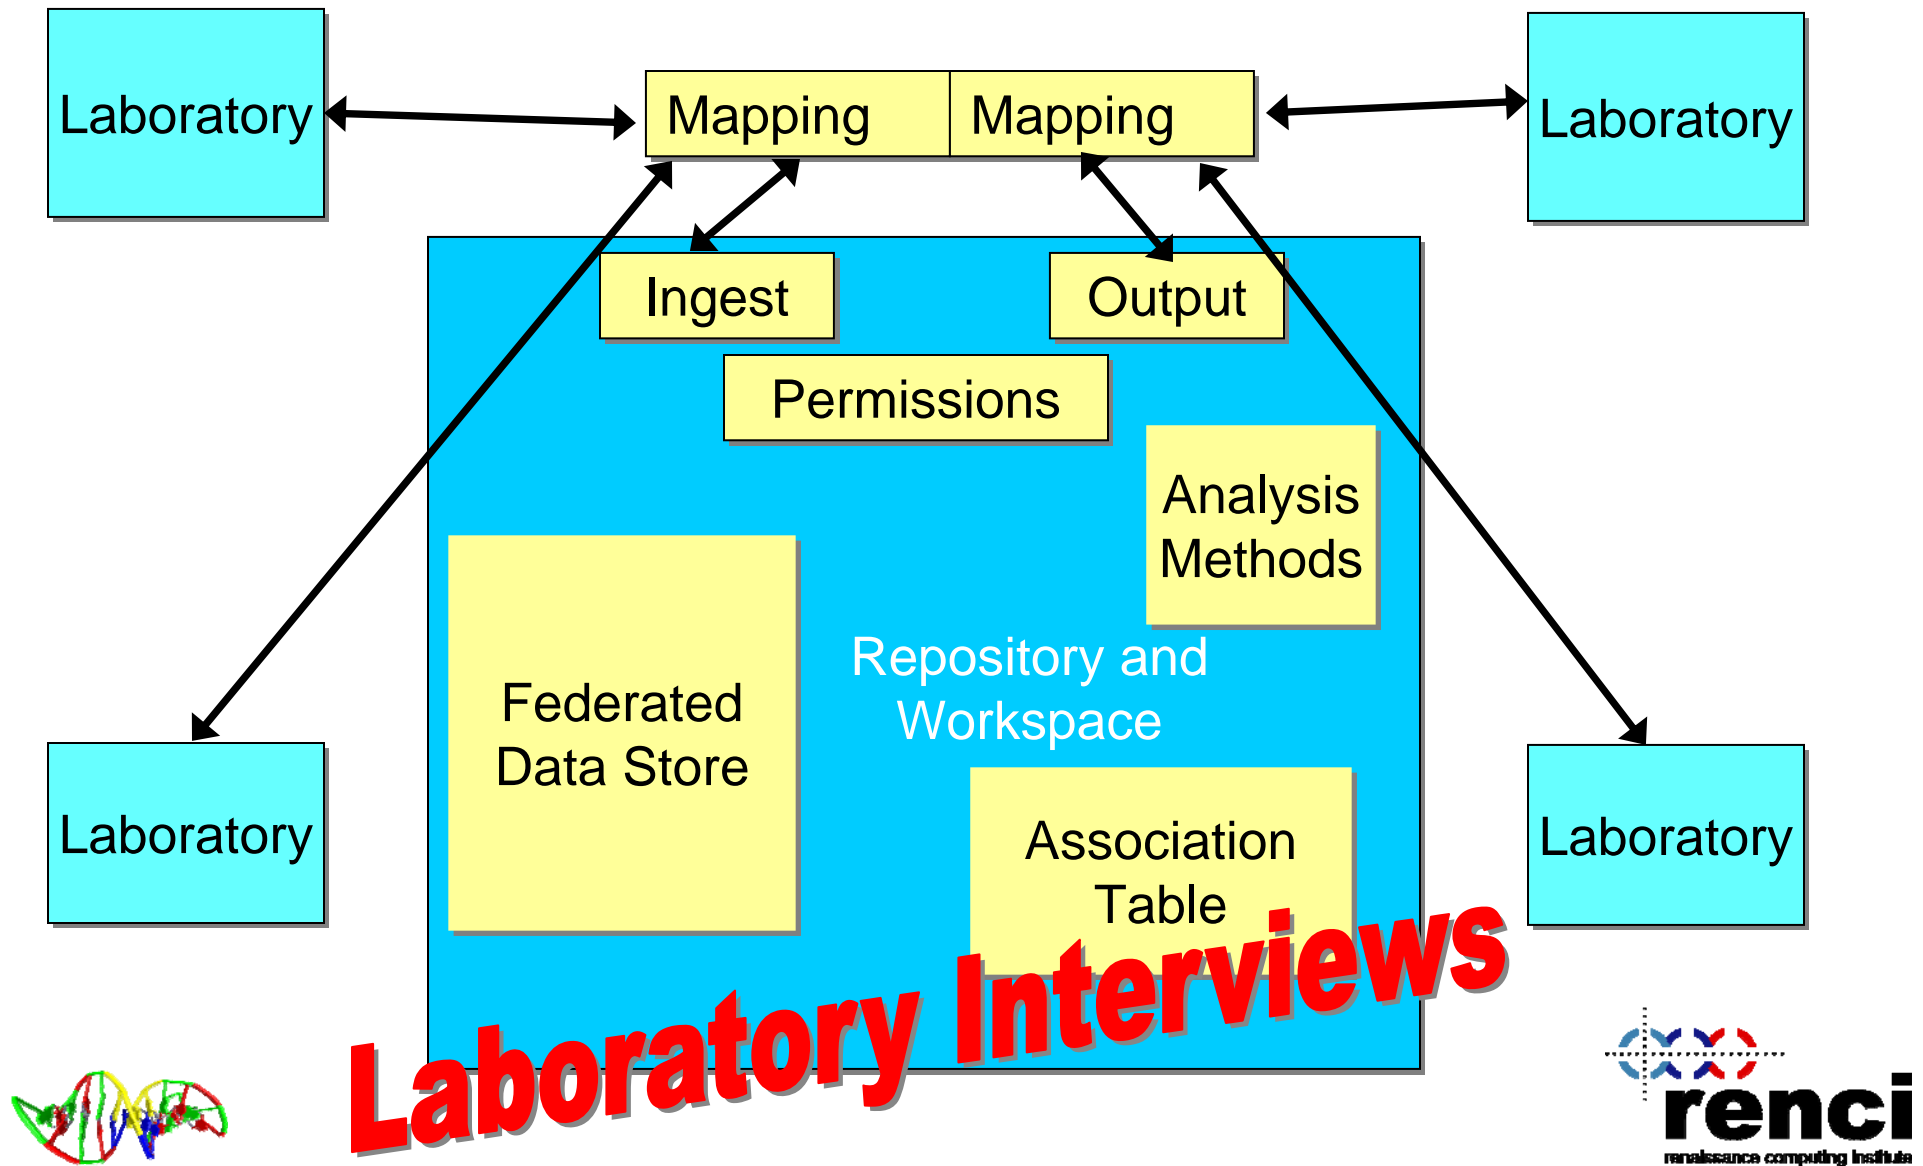 Laboratory
Mapping
Mapping
Laboratory
Ingest
Output
Permissions
Analysis
Methods
Repository and
Workspace
Federated
Data Store
Association
Table
Laboratory
Laboratory
Laboratory Interviews
renci
renaissance computing institute